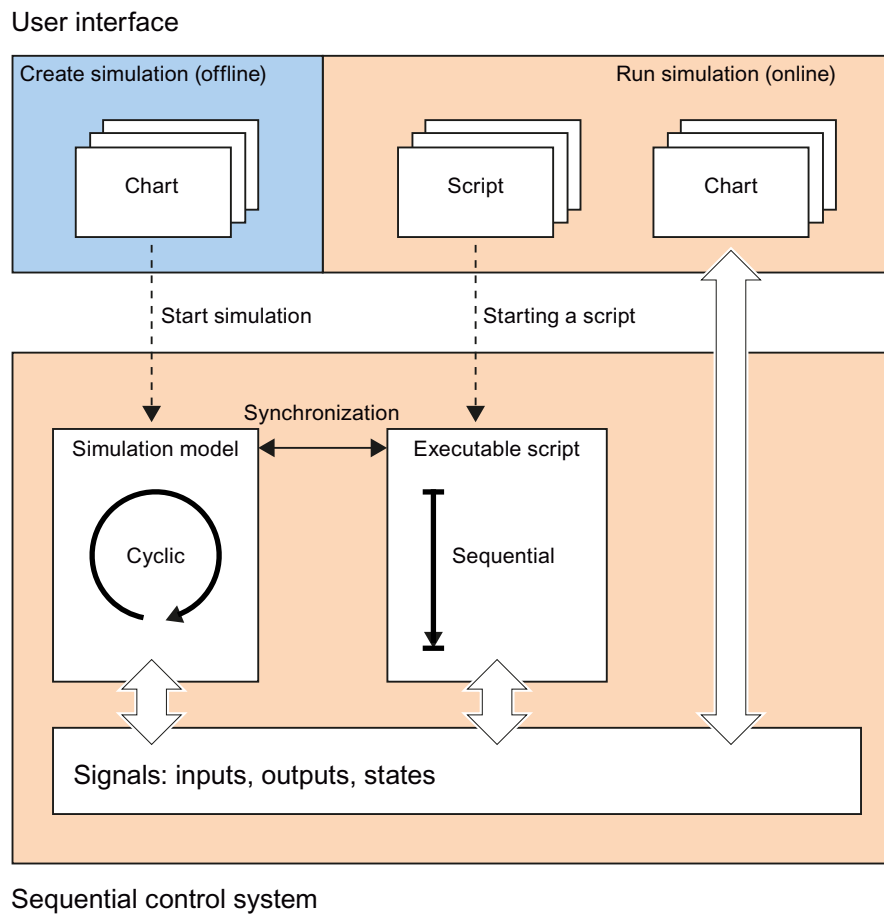 User interface
Create simulation (offline)
Run simulation (online)
Chart
Script
Chart
Start simulation
Starting a script
Synchronization
Simulation model
Executable script
Cyclic
Sequential
Signals: inputs, outputs, states
Sequential control system